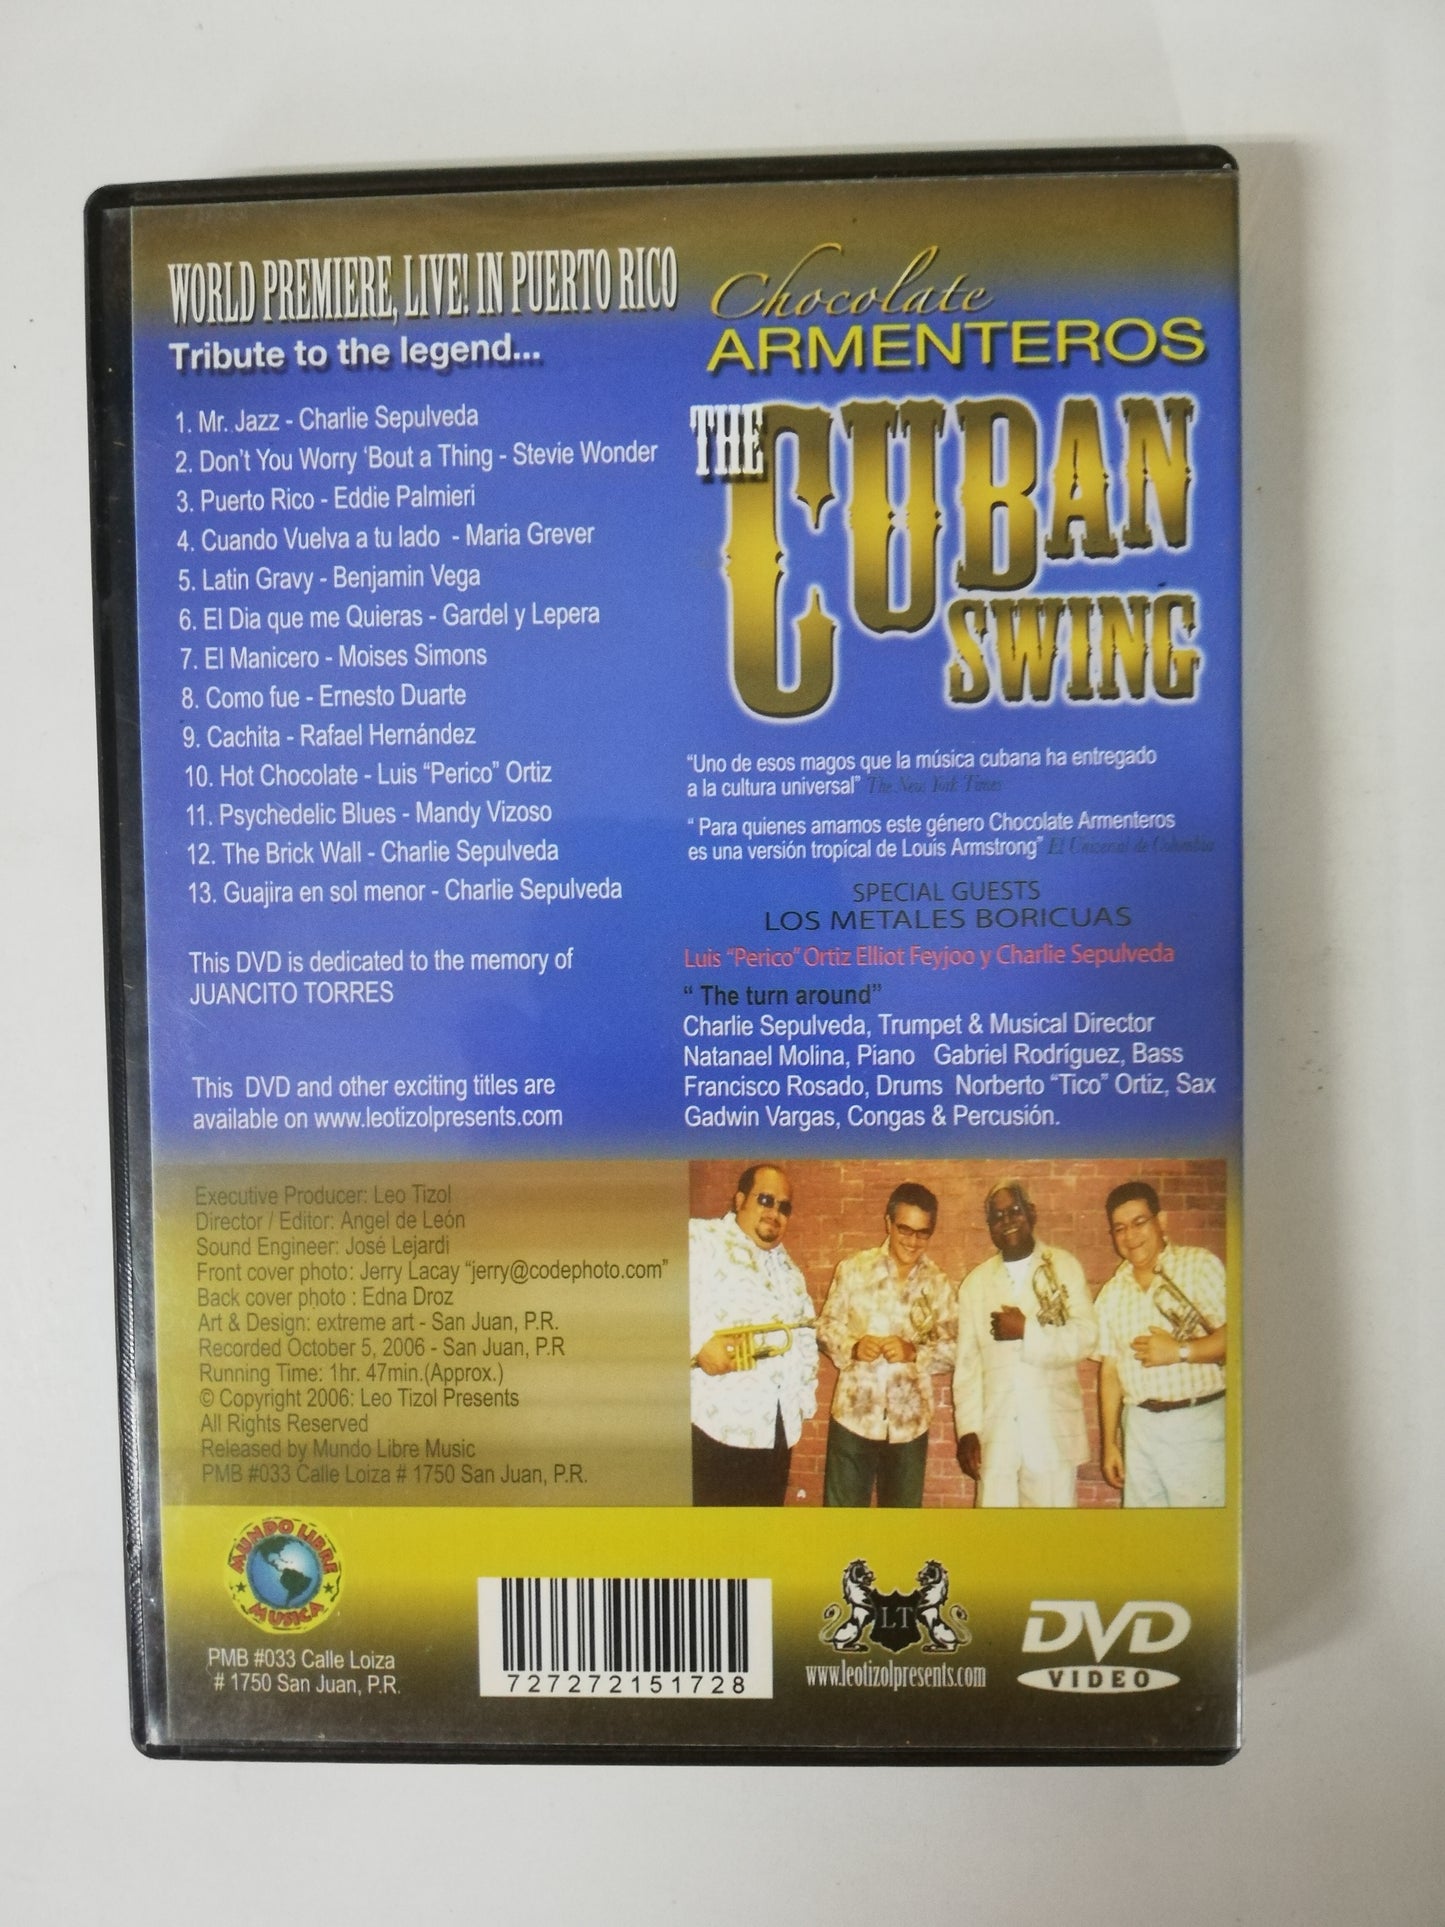 WORLD PREMIERE, LIVE! IN PUERTO RICO
Tribute to the legend...
1. Mr. Jazz - Charlie Sepulveda
2. Don't You Worry ‘Bout a Thing - Stevie Wonder
3. Puerto Rico - Eddie Palmieri
4. Cuando Vuelva a tu lado - Maria Grever
5. Latin Gravy - Benjamin Vega
6. El Dia que me Quieras - Gardel y Lepera
7. El Manicero - Moises Simons
8. Como fue - Ernesto Duarte
9. Cachita - Rafael Hernández
10. Hot Chocolate - Luis “Perico” Ortiz
11. Psychedelic Blues - Mandy Vizoso
12. The Brick Wall - Charlie Sepulveda
13. Guajira en sol menor - Charlie Sepulveda
This DVD is dedicated to the memory of
JUANCITO TORRES
This DVD and other exciting titles are
available on www.leotizolpresents.com
Chocolate
ARMENTEROS
THE CUBAN
SWING
“Uno de esos magos que la música cubana ha entregado
a la cultura universal” The New York Times
“ Para quienes amamos este género Chocolate Armenteros
es una versión tropical de Louis Armstrong” El Universal de Colombia
SPECIAL GUESTS
LOS METALES BORICUAS
Luis “Perico” Ortiz Elliot Feyjoo y Charlie Sepulveda
“ The turn around”
Charlie Sepulveda, Trumpet & Musical Director
Natanael Molina, Piano Gabriel Rodríguez, Bass
Francisco Rosado, Drums Norberto “Tico” Ortiz, Sax
Gadwin Vargas, Congas & Percusión.
Executive Producer: Leo Tizol
Director / Editor: Angel de León
Sound Engineer: José Lejardi
Front cover photo: Jerry Lacay “jerry@codephoto.com”
Back cover photo : Edna Droz
Art & Design: extreme art - San Juan, P.R.
Recorded October 5, 2006 - San Juan, P.R
Running Time: 1hr. 47min.(Approx.)
© Copyright 2006: Leo Tizol Presents
All Rights Reserved
Released by Mundo Libre Music
PMB #033 Calle Loiza # 1750 San Juan, P.R.
MUNDO LIBRE
MUSICA
PMB #033 Calle Loiza
# 1750 San Juan, P.R.
727272151728
LT
www.leotizolpresents.com
DVD
VIDEO